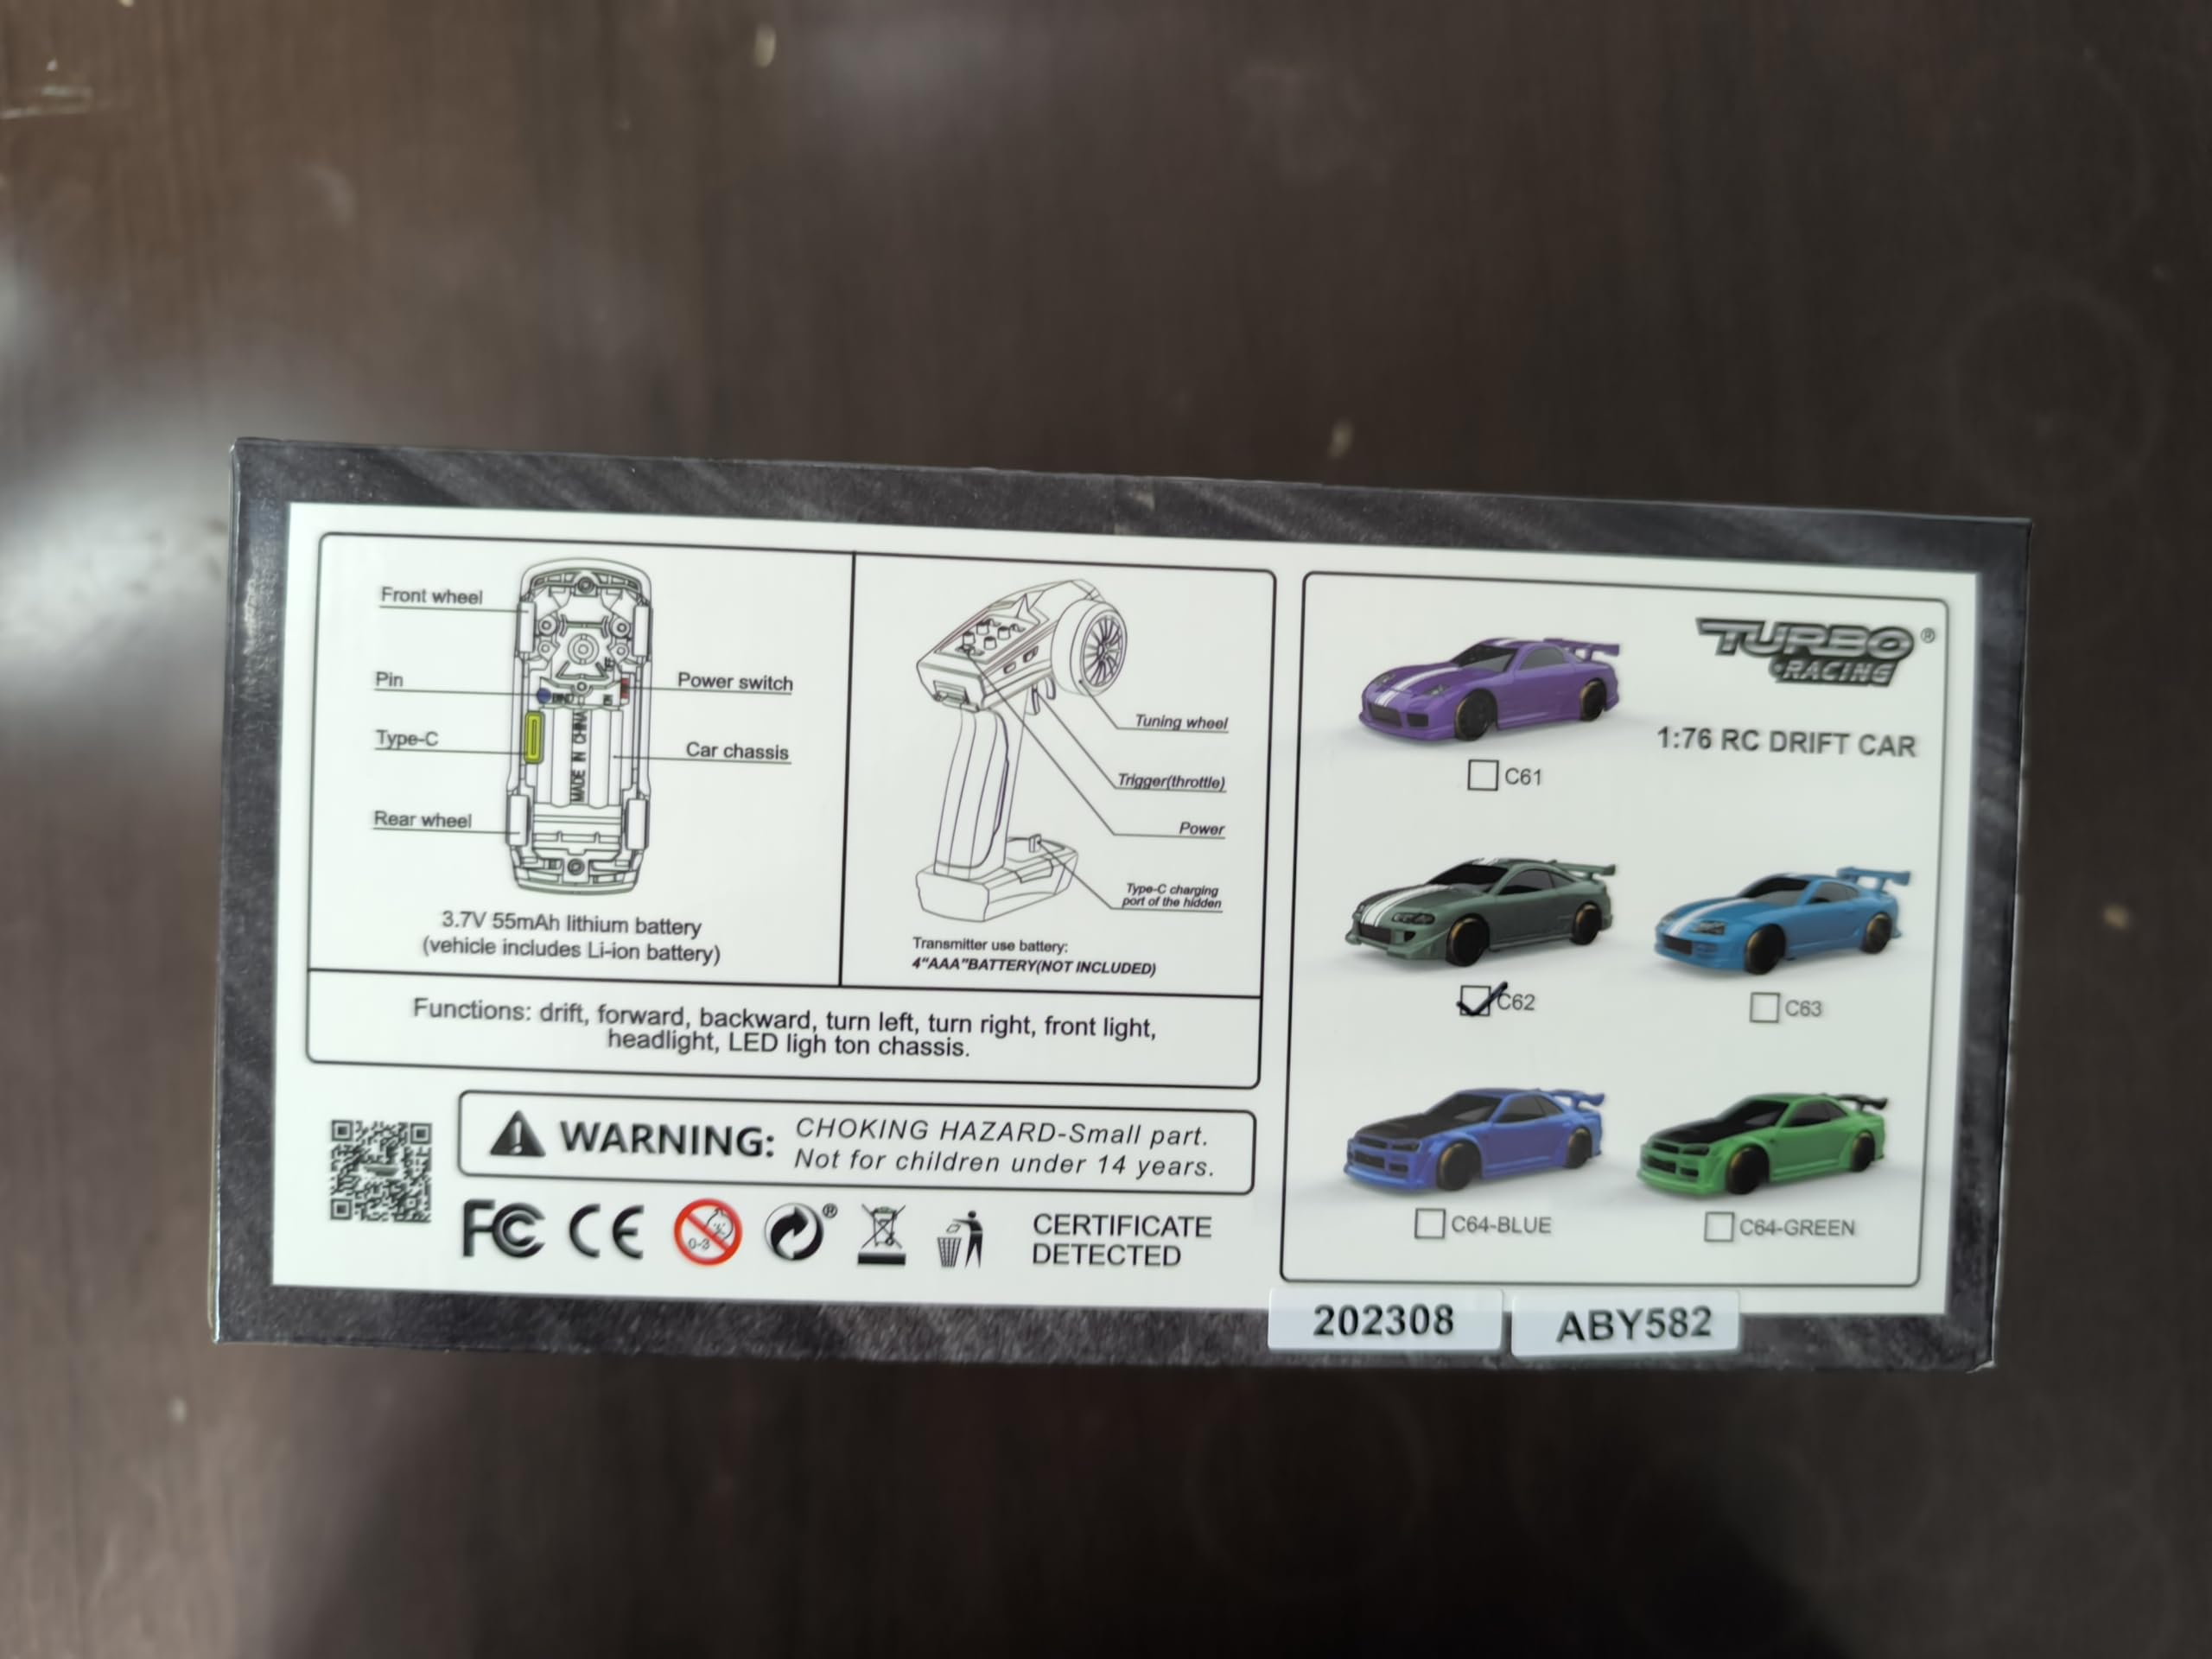 Front wheel
Pin
Type-C
Rear wheel
Power switch
Car chassis
OFF
BIND
ON
MADE IN CHINA
3.7V 55mAh lithium battery
(vehicle includes Li-ion battery)
Tuning wheel
Trigger(throttle)
Power
Type-C charging
port of the hidden
Transmitter use battery:
4"AAA"BATTERY(NOT INCLUDED)
Functions: drift, forward, backward, turn left, turn right, front light,
headlight, LED ligh ton chassis.
WARNING:
CHOKING HAZARD-Small part.
Not for children under 14 years.
FC CE
0-3
®
CERTIFICATE
DETECTED
TURBO ®
RACING
1:76 RC DRIFT CAR
C61
C62
C63
C64-BLUE
C64-GREEN
202308
ABY582